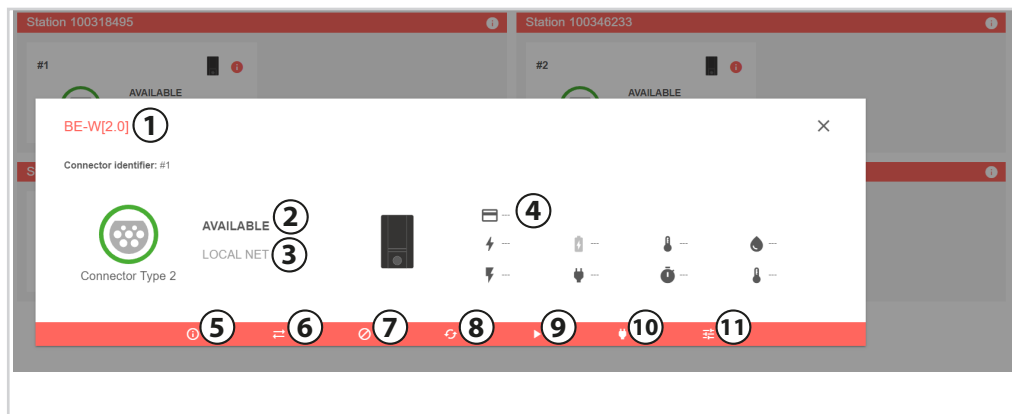 Station 100318495
Station 100346233
#1
#2
AVAILABLE
AVAILABLE
BE-W[2.0] 1
Connector identifier: #1
S
AVAILABLE 2
LOCAL NET 3
Connector Type 2
--- 4
--- --- --- ---
--- --- --- ---
5 6 7 8 9 10 11